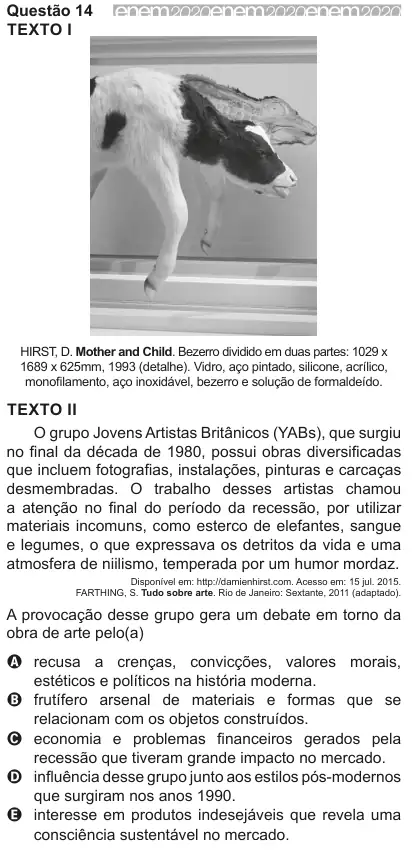 Questão 14 enem2020enem2020enem2020
TEXTO I
HIRST, D. Mother and Child. Bezerro dividido em duas partes: 1029 x
1689 x 625mm, 1993 (detalhe). Vidro, aço pintado, silicone, acrílico,
monofilamento, aço inoxidável, bezerro e solução de formaldeído.
TEXTO II
O grupo Jovens Artistas Britânicos (YABs), que surgiu
no final da década de 1980, possui obras diversificadas
que incluem fotografias, instalações, pinturas e carcaças
desmembradas. O trabalho desses artistas chamou
a atenção no final do período da recessão, por utilizar
materiais incomuns, como esterco de elefantes, sangue
e legumes, o que expressava os detritos da vida e uma
atmosfera de niilismo, temperada por um humor mordaz.
Disponível em: http://damienhirst.com. Acesso em: 15 jul. 2015.
FARTHING, S. Tudo sobre arte. Rio de Janeiro: Sextante, 2011 (adaptado).
A provocação desse grupo gera um debate em torno da
obra de arte pelo(a)
A recusa a crenças, convicções, valores morais,
estéticos e políticos na história moderna.
B frutífero arsenal de materiais e formas que se
relacionam com os objetos construídos.
C economia e problemas financeiros gerados pela
recessão que tiveram grande impacto no mercado.
D influência desse grupo junto aos estilos pós-modernos
que surgiram nos anos 1990.
E interesse em produtos indesejáveis que revela uma
consciência sustentável no mercado.